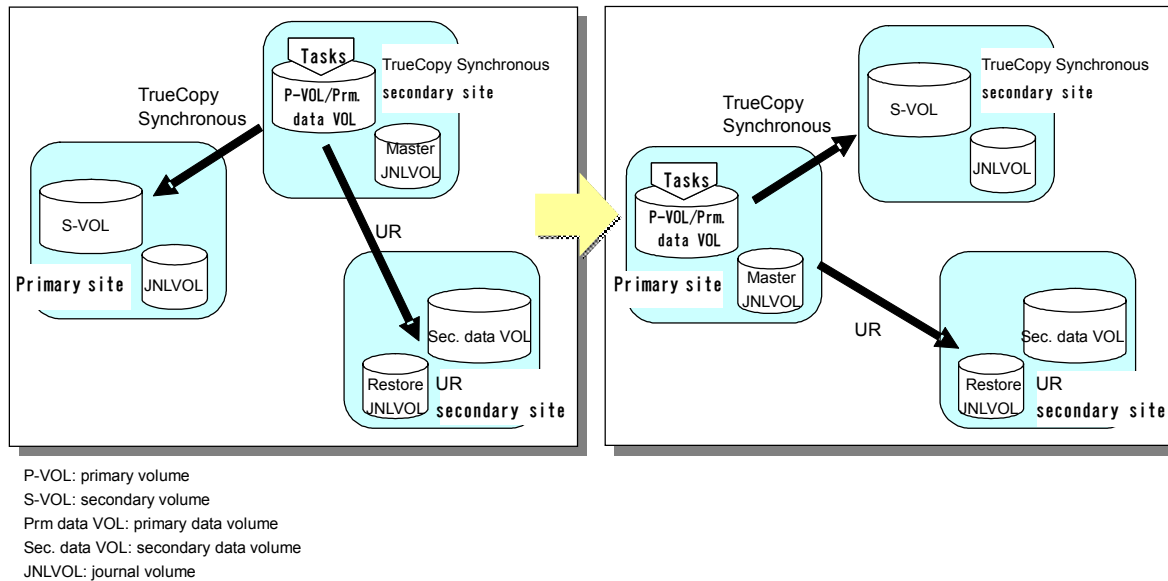 Tasks
TrueCopy Synchronous
secondary site
P-VOL/Prm.
data VOL
Master
JNLVOL
TrueCopy
Synchronous
S-VOL
JNLVOL
Primary site
UR
Sec. data VOL
Restore
JNLVOL
UR
secondary site
TrueCopy Synchronous
secondary site
S-VOL
JNLVOL
TrueCopy
Synchronous
Tasks
P-VOL/Prm.
data VOL
Master
JNLVOL
Primary site
UR
Sec. data VOL
Restore
JNLVOL
UR
secondary site
P-VOL: primary volume
S-VOL: secondary volume
Prm data VOL: primary data volume
Sec. data VOL: secondary data volume
JNLVOL: journal volume